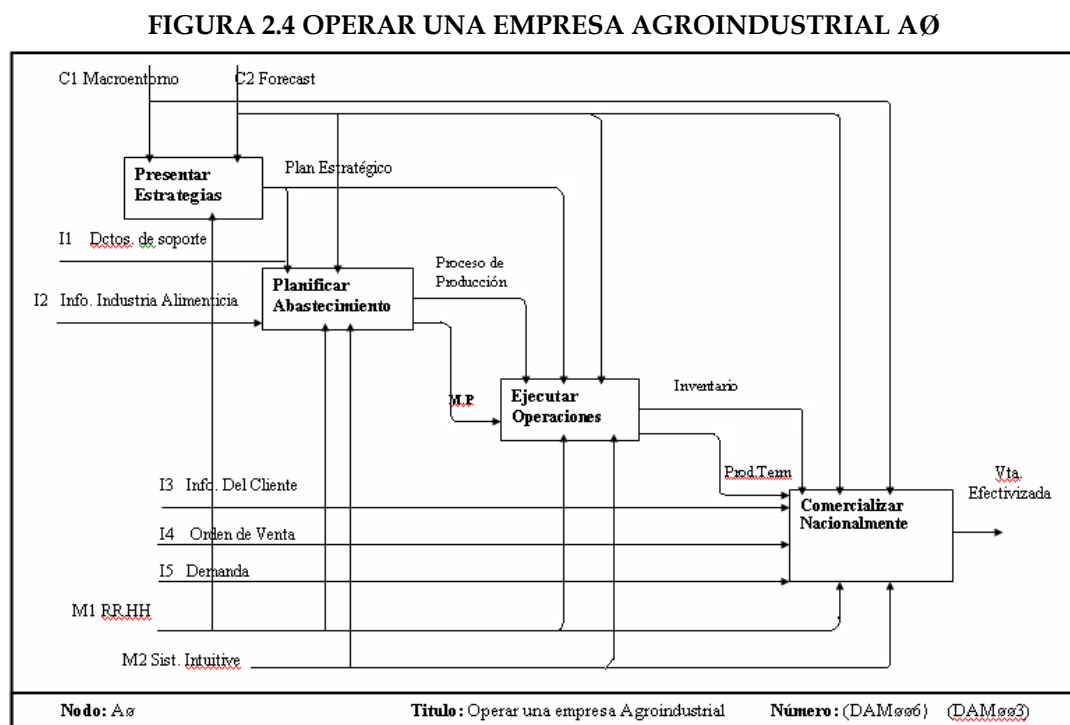 FIGURA 2.4 OPERAR UNA EMPRESA AGROINDUSTRIAL AØ
C1 Macroentorno
C2 Forecast
Presentar
Estrategias
Plan Estratégico
I1 Dctos. de soporte
Proceso de
Producción
Planificar
Abastecimiento
I2 Info. Industria Alimenticia
M.P
Ejecutar
Operaciones
Inventario
I3 Info. Del Cliente
Prod.Term
Vta.
Efectivizada
Comercializar
Nacionalmente
I4 Orden de Venta
I5 Demanda
M1 RR.HH
M2 Sist. Intuitive
Nodo: Aø
Titulo: Operar una empresa Agroindustrial
Número: (DAMøø6) (DAMøø3)